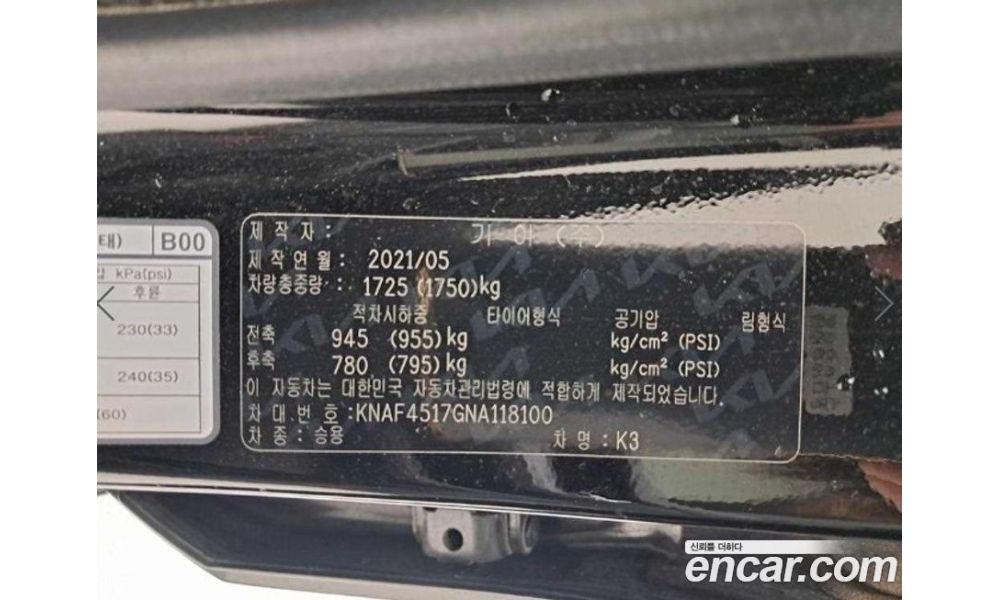 태) B00
압 kPa(psi)
후륜
230(33)
240(35)
(60)
제 작 자 : 기 아 (주)
제 작 연 월 : 2021/05
차량총중량 : 1725 (1750)kg
적차시하중 타이어형식 공기압 림형식
전축 945 (955)kg kg/cm² (PSI)
후축 780 (795)kg kg/cm² (PSI)
이 자동차는 대한민국 자동차관리법령에 적합하게 제작되었습니다.
차 대 번 호 :KNAF4517GNA118100
차 종 : 승용 차 명 : K3
신뢰를 더하다
encar.com